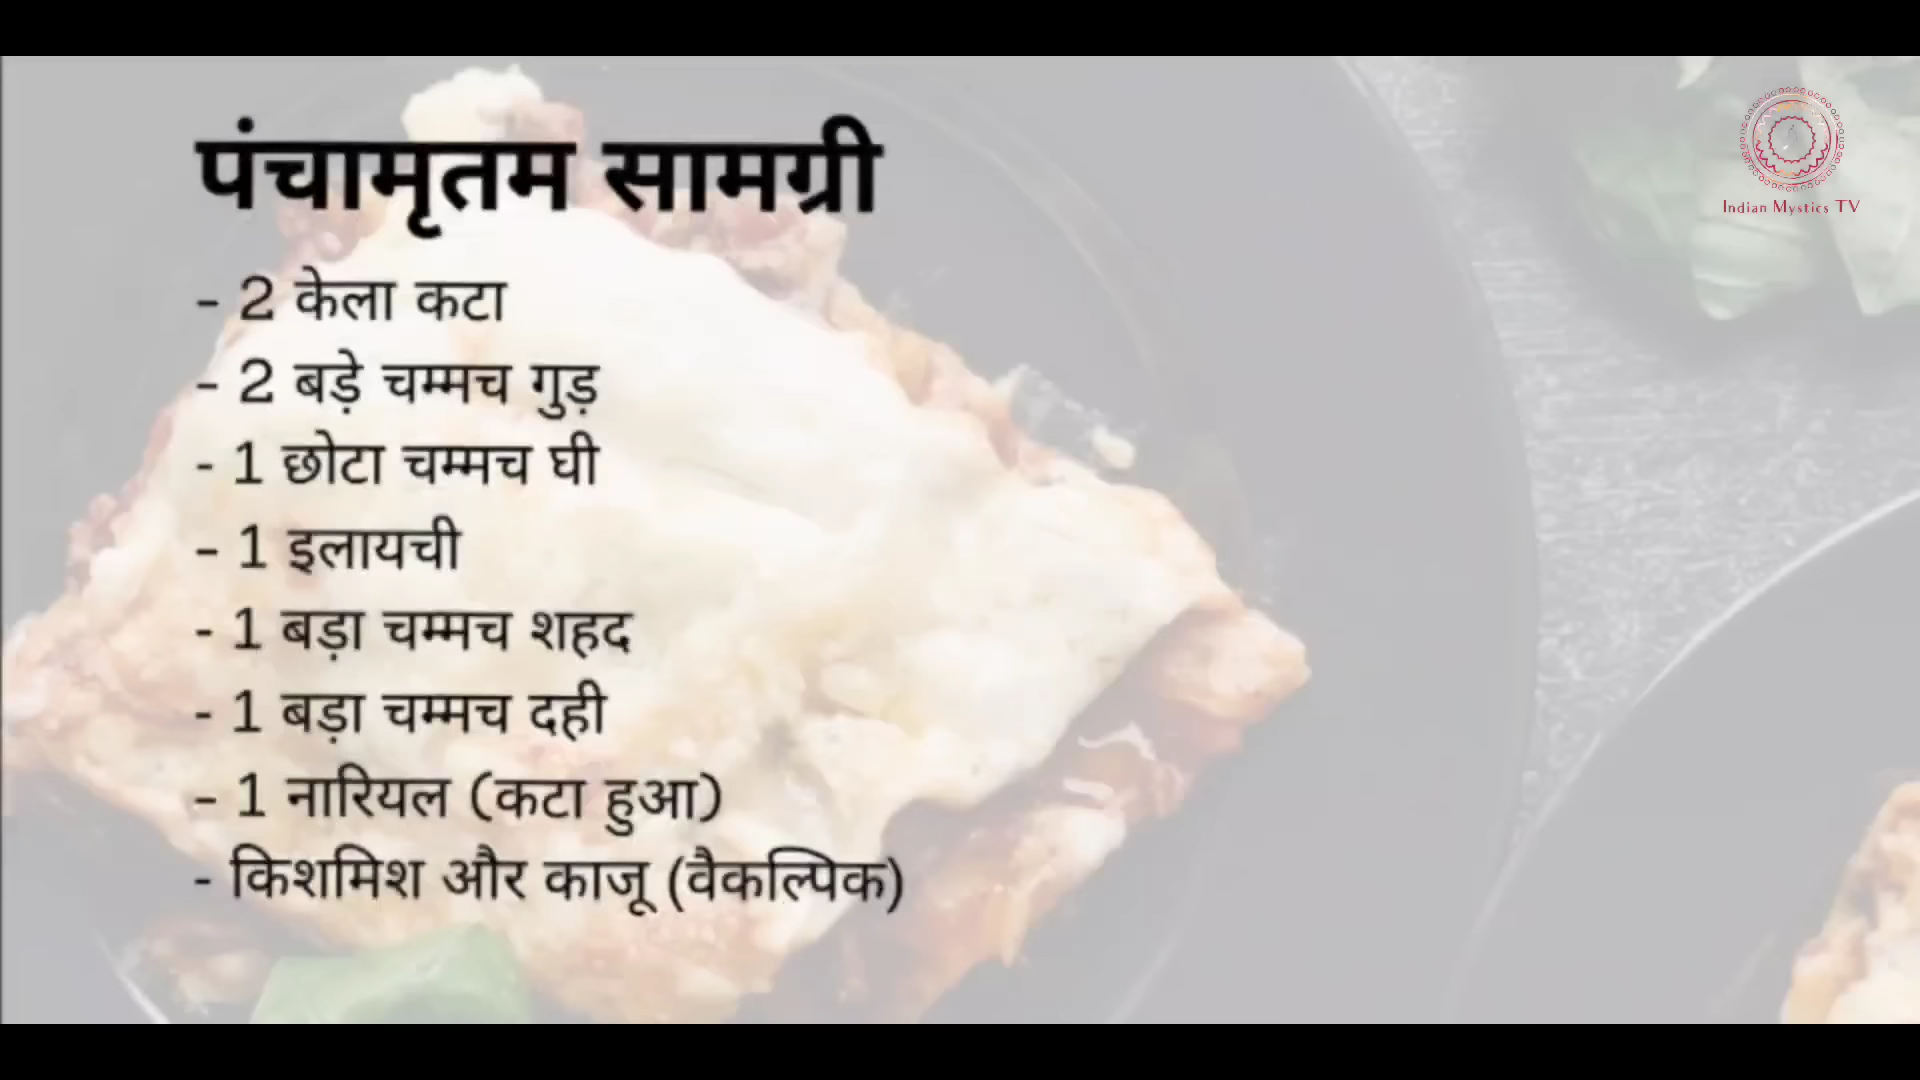 पंचामृतम सामग्री
Indian Mystics TV
- 2 केला कटा
- 2 बड़े चम्मच गुड़
- 1 छोटा चम्मच घी
- 1 इलायची
- 1 बड़ा चम्मच शहद
- 1 बड़ा चम्मच दही
- 1 नारियल (कटा हुआ)
- किशमिश और काजू (वैकल्पिक)